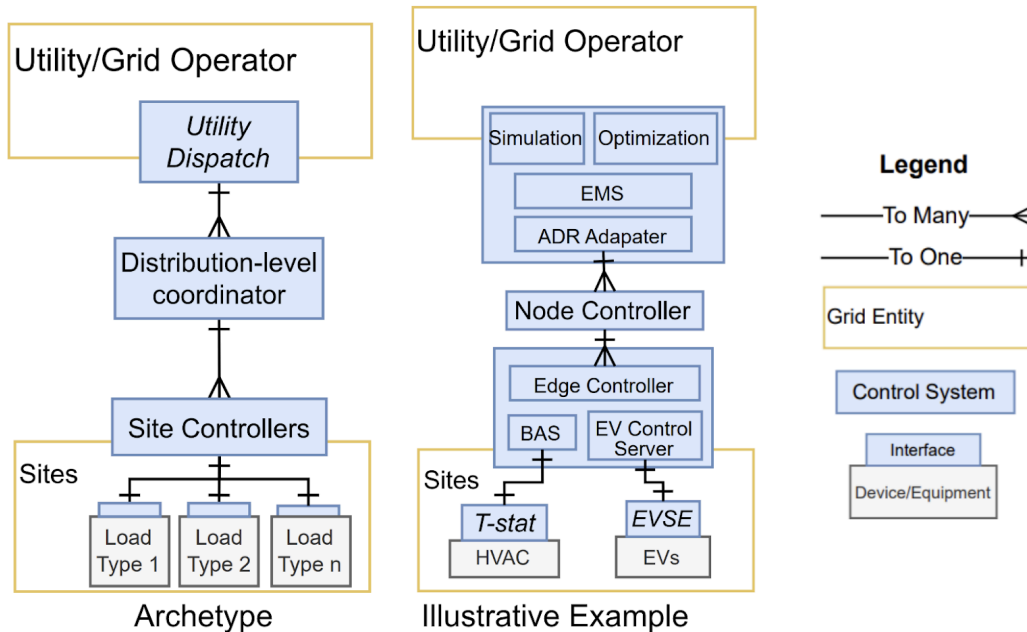 Utility/Grid Operator
Utility
Dispatch
Distribution-level
coordinator
Site Controllers
Sites
Load
Type 1
Load
Type 2
Load
Type n
Archetype
Utility/Grid Operator
Simulation
Optimization
EMS
ADR Adapater
Node Controller
Edge Controller
BAS
EV Control
Server
Sites
T-stat
HVAC
EVSE
EVs
Illustrative Example
Legend
To Many
To One
Grid Entity
Control System
Interface
Device/Equipment